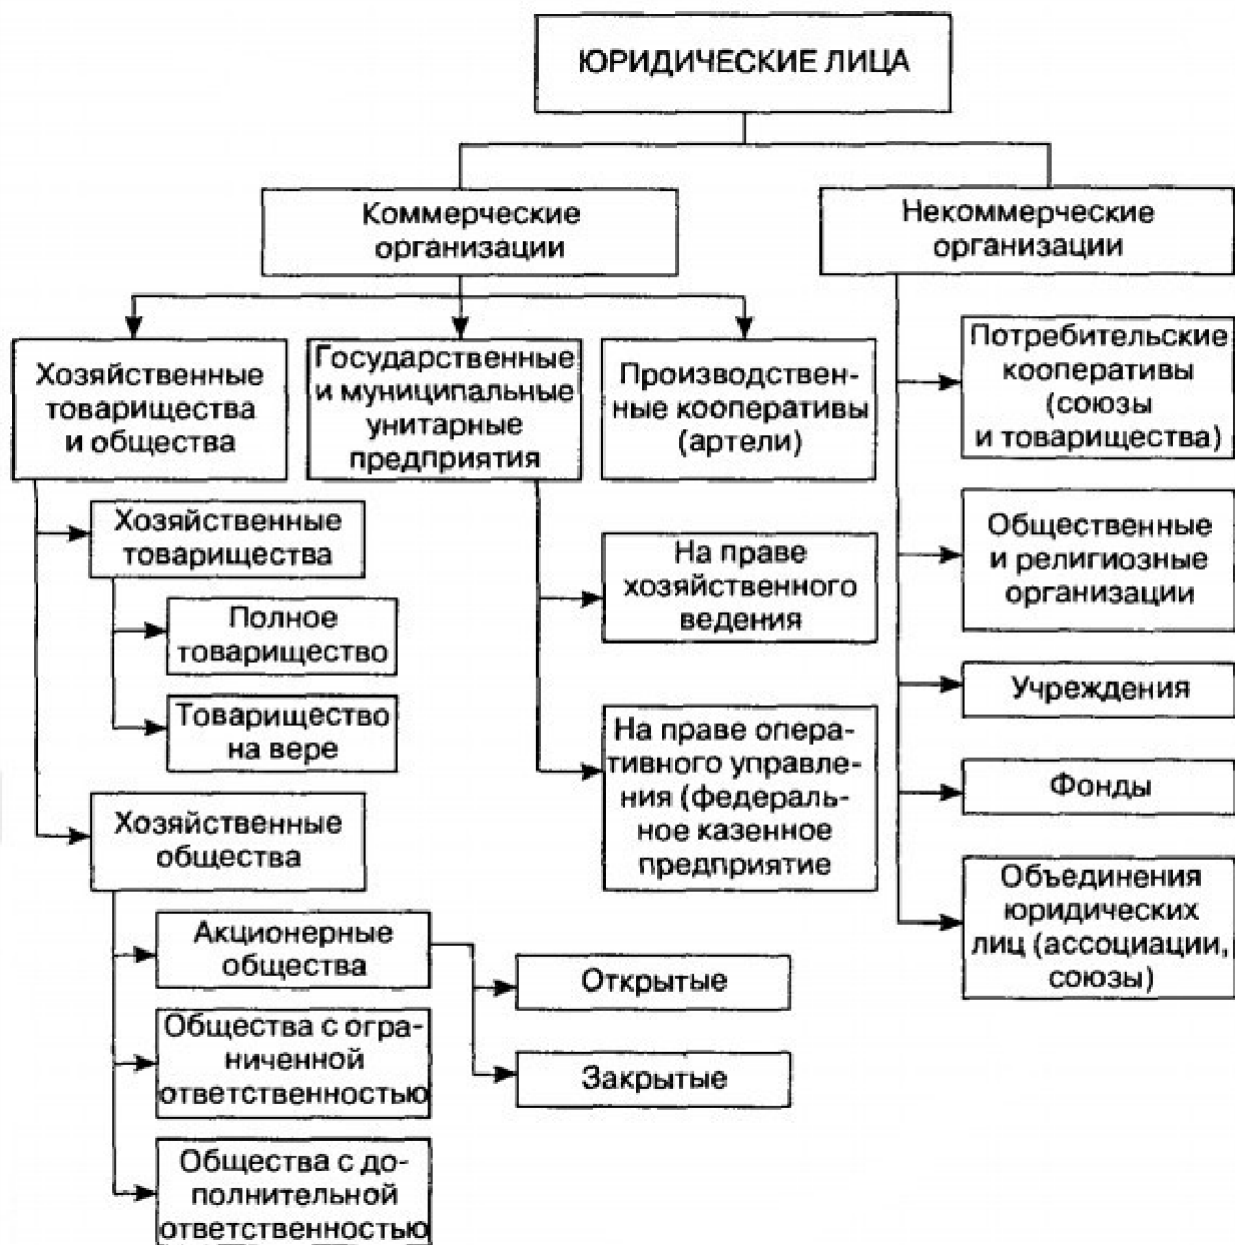 ЮРИДИЧЕСКИЕ ЛИЦА
Коммерческие
организации
Некоммерческие
организации
Хозяйственные
товарищества
и общества
Государственные
и муниципальные
унитарные
предприятия
Производствен-
ные кооперативы
(артели)
Потребительские
кооперативы
(союзы
и товарищества)
Хозяйственные
товарищества
Полное
товарищество
Товарищество
на вере
Хозяйственные
общества
Акционерные
общества
Открытые
Закрытые
Общества с огра-
ниченной
ответственностью
Общества с до-
полнительной
ответственностью
На праве
хозяйственного
ведения
На праве опера-
тивного управле-
ния (федераль-
ное казенное
предприятие
Общественные
и религиозные
организации
Учреждения
Фонды
Объединения
юридических
лиц (ассоциации,
союзы)